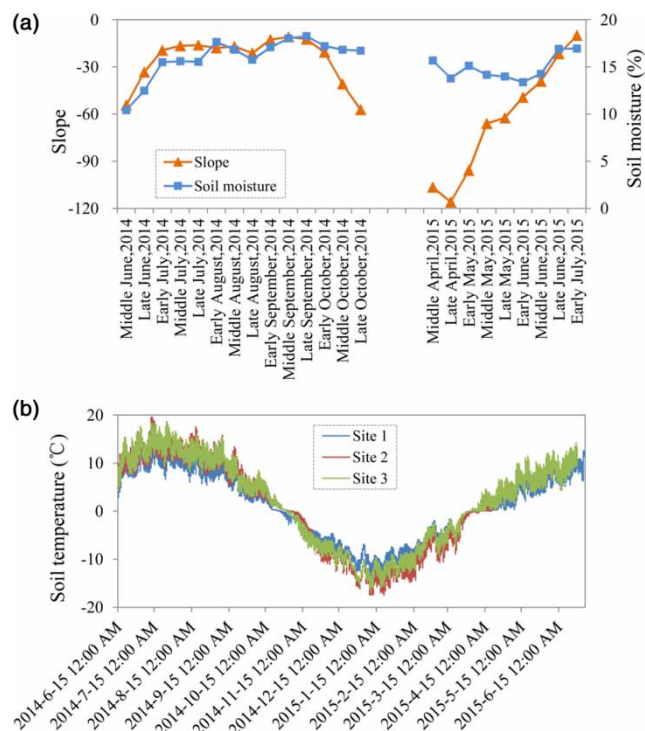 (a)
0
-30
-60
-90
-120
Slope
20
15
10
5
0
Soil moisture (%)
Slope
Soil moisture
Middle June,2014
Late June,2014
Early July,2014
Middle July,2014
Late July,2014
Early August,2014
Middle August,2014
Late August,2014
Early September,2014
Middle September,2014
Late September,2014
Early October,2014
Middle October,2014
Late October,2014
Middle April,2015
Late April,2015
Early May,2015
Middle May,2015
Late May,2015
Early June,2015
Middle June,2015
Late June,2015
Early July,2015
(b)
20
10
0
-10
-20
Soil temperature (℃)
Site 1
Site 2
Site 3
2014-6-15 12:00 AM
2014-7-15 12:00 AM
2014-8-15 12:00 AM
2014-9-15 12:00 AM
2014-10-15 12:00 AM
2014-11-15 12:00 AM
2014-12-15 12:00 AM
2015-1-15 12:00 AM
2015-2-15 12:00 AM
2015-3-15 12:00 AM
2015-4-15 12:00 AM
2015-5-15 12:00 AM
2015-6-15 12:00 AM